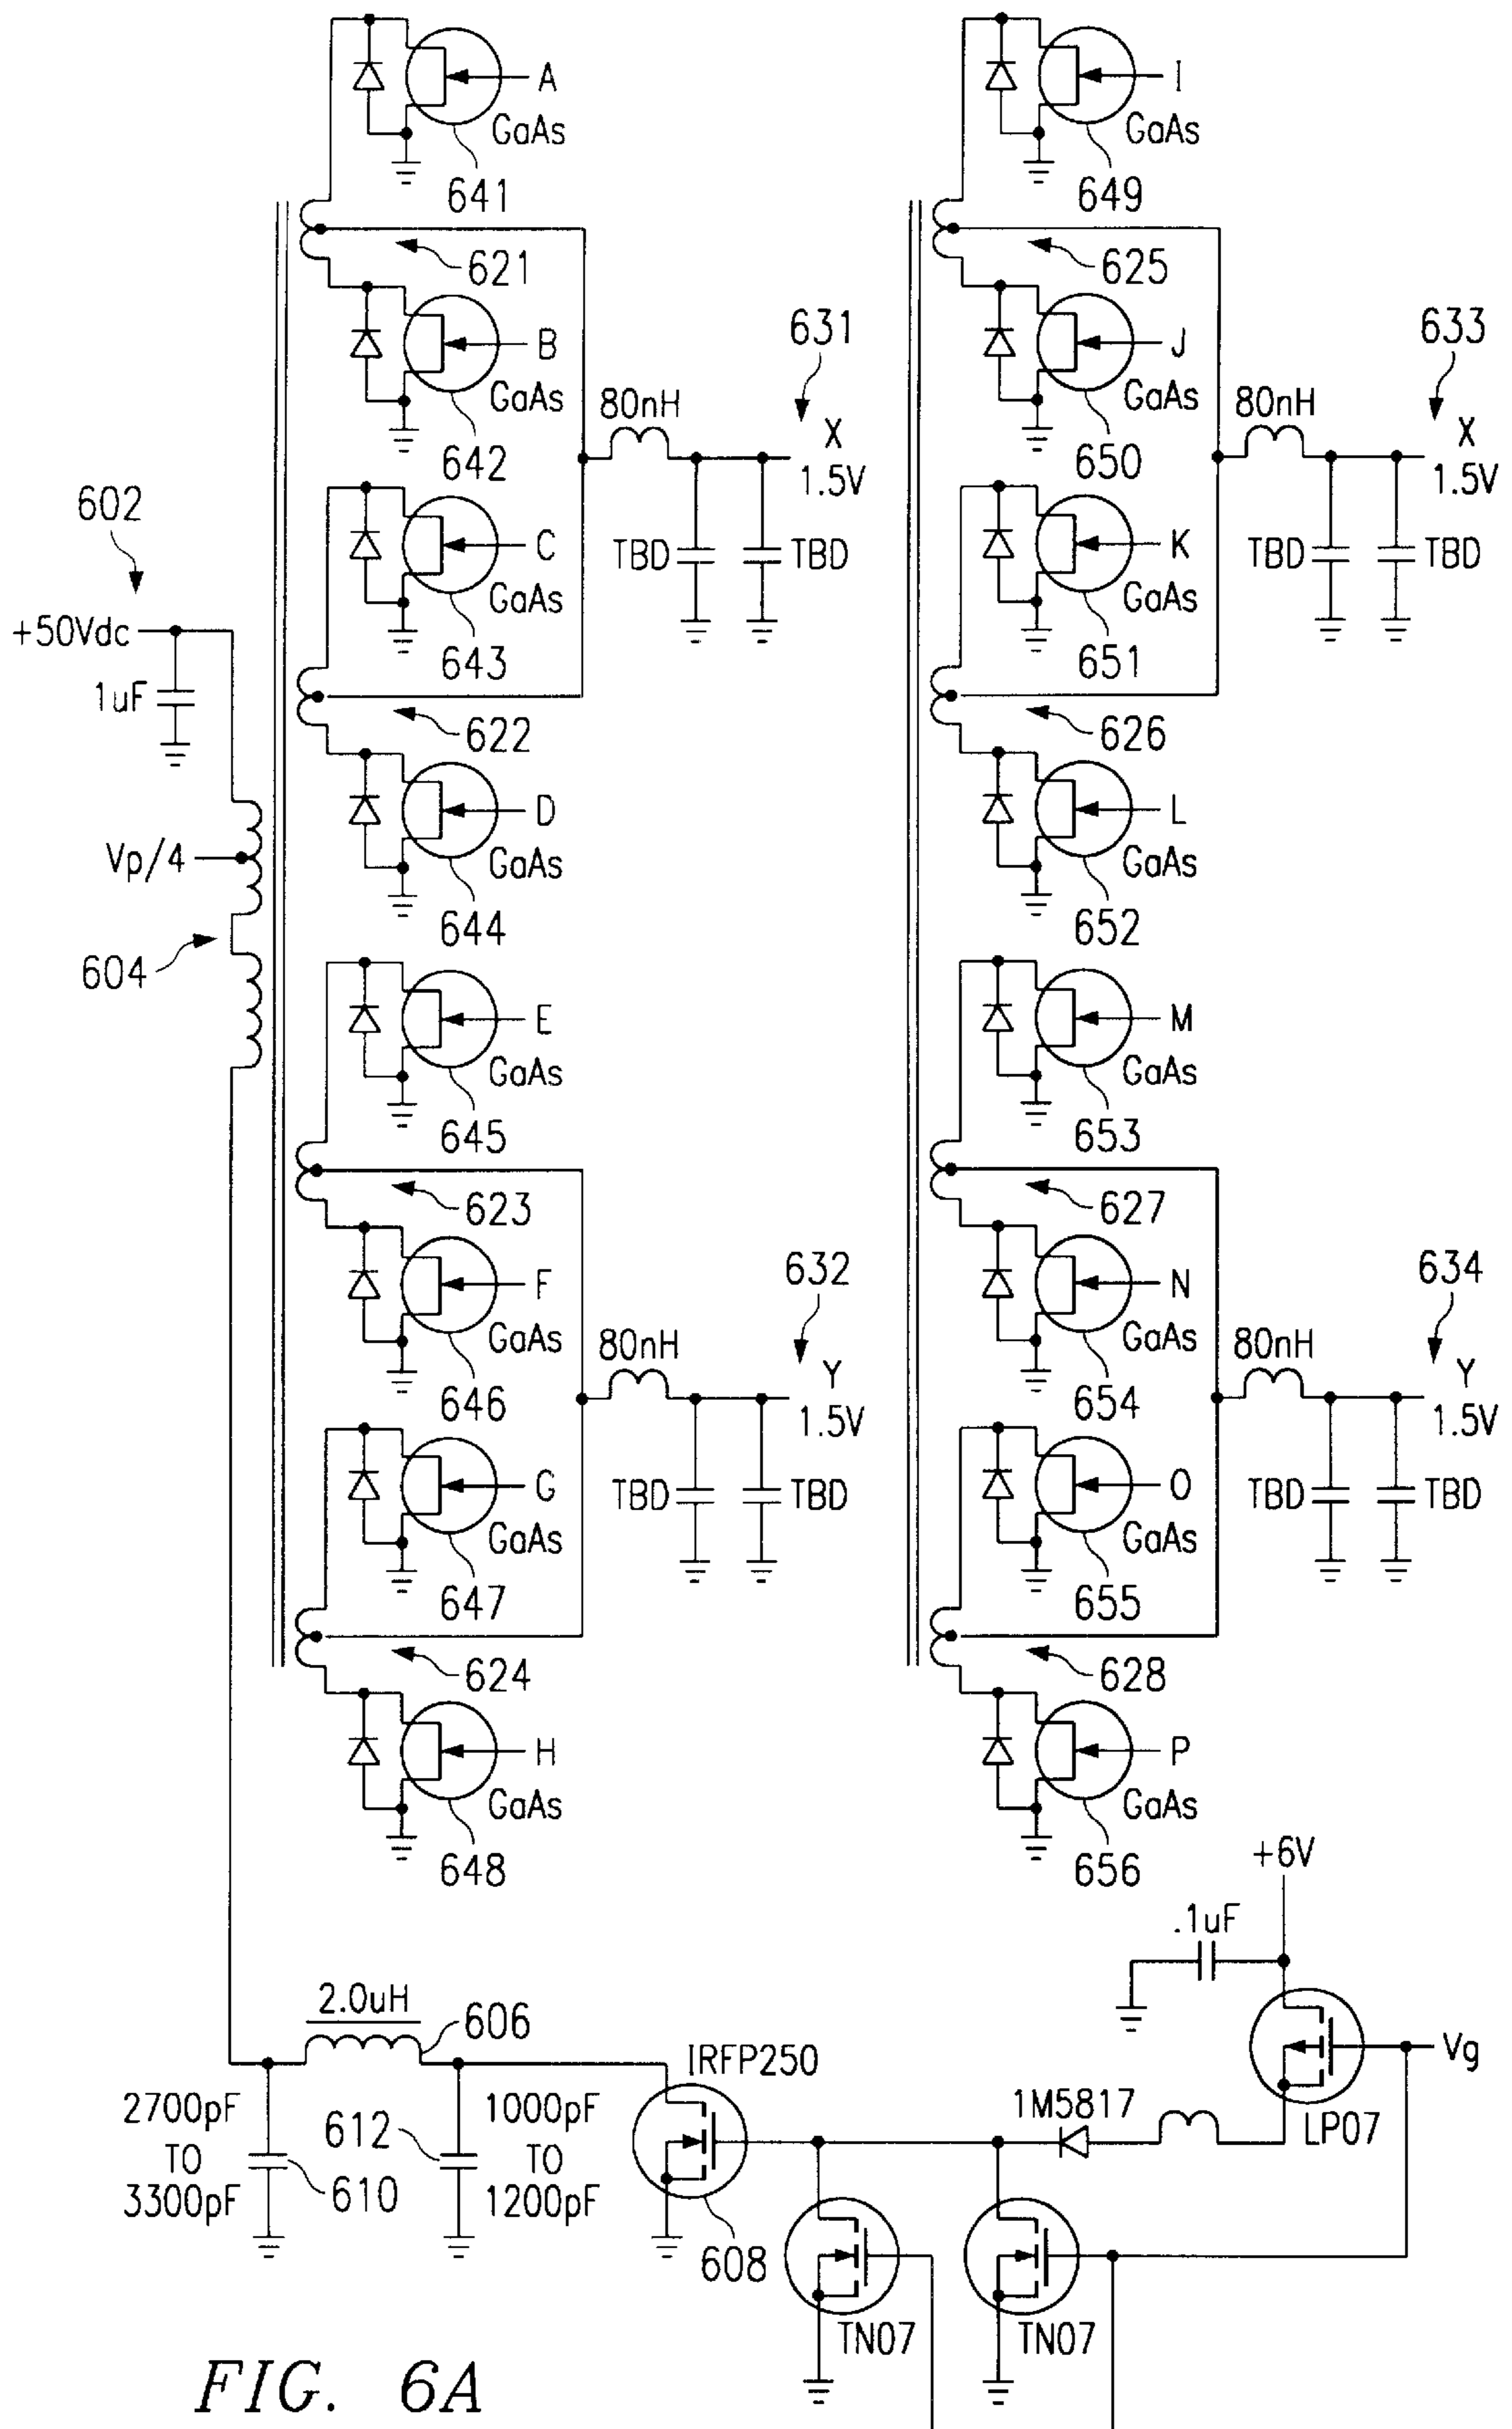 A
GaAs
641
621
B
GaAs
642
631
80nH
X
1.5V
TBD
TBD
C
GaAs
643
622
D
GaAs
644
602
+50Vdc
1uF
Vp/4
604
E
GaAs
645
623
F
GaAs
646
632
80nH
Y
1.5V
TBD
TBD
G
GaAs
647
624
H
GaAs
648
I
GaAs
649
625
J
GaAs
650
633
80nH
X
1.5V
TBD
TBD
K
GaAs
651
626
L
GaAs
652
M
GaAs
653
627
N
GaAs
654
634
80nH
Y
1.5V
TBD
TBD
O
GaAs
655
628
P
GaAs
656
+6V
.1uF
Vg
LP07
1M5817
2.0uH
606
IRFP250
2700pF
TO
3300pF
610
612
1000pF
TO
1200pF
608
TN07
TN07
FIG. 6A